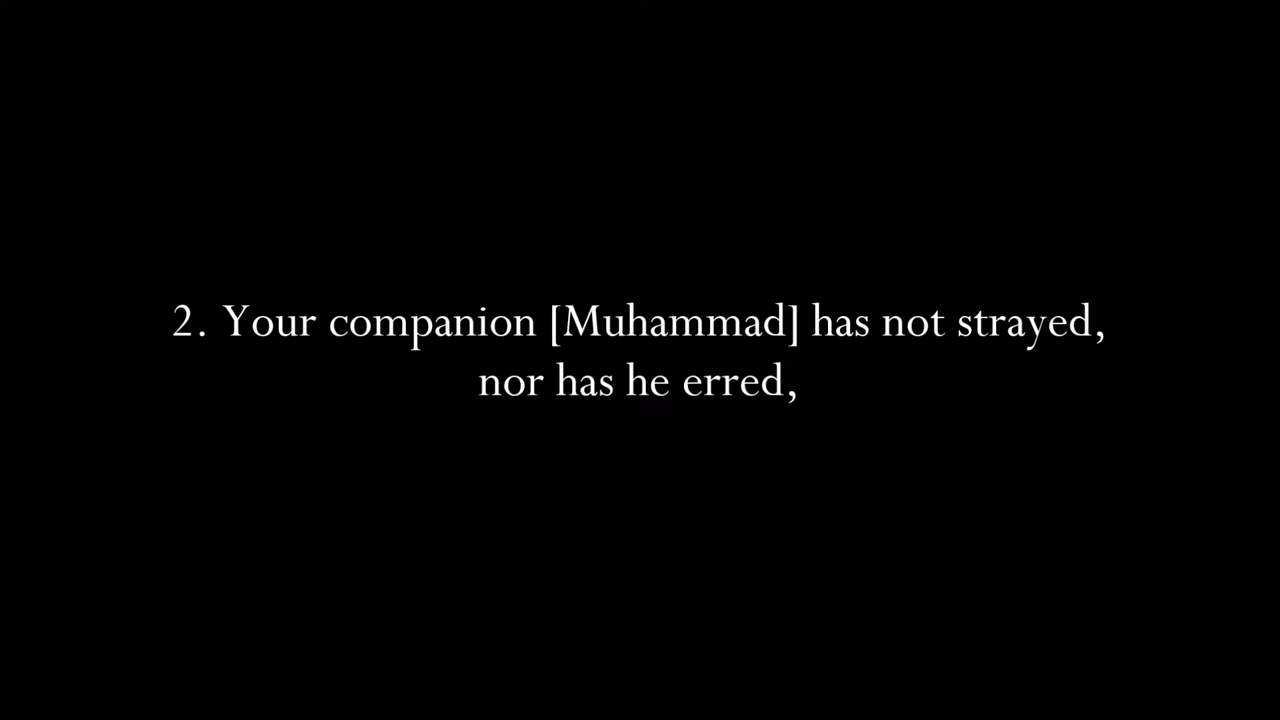 2. Your companion [Muhammad] has not strayed,
nor has he erred,